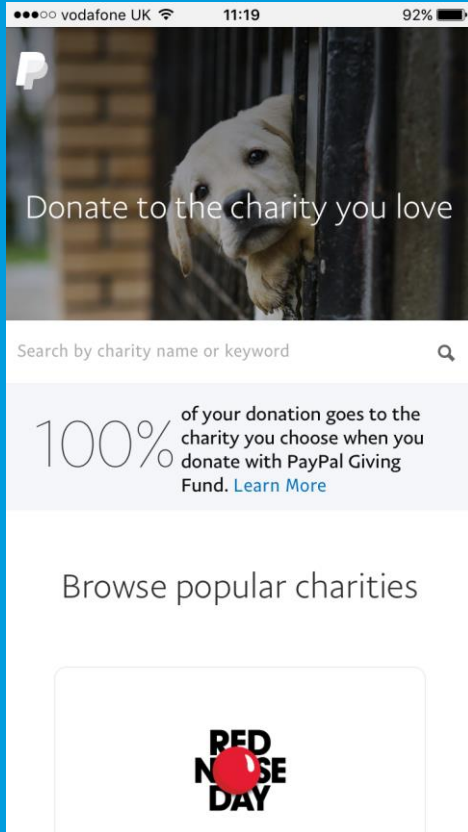 vodafone UK 11:19 92%
Donate to the charity you love
Search by charity name or keyword
100%
of your donation goes to the
charity you choose when you
donate with PayPal Giving
Fund. Learn More
Browse popular charities
RED
NOSE
DAY